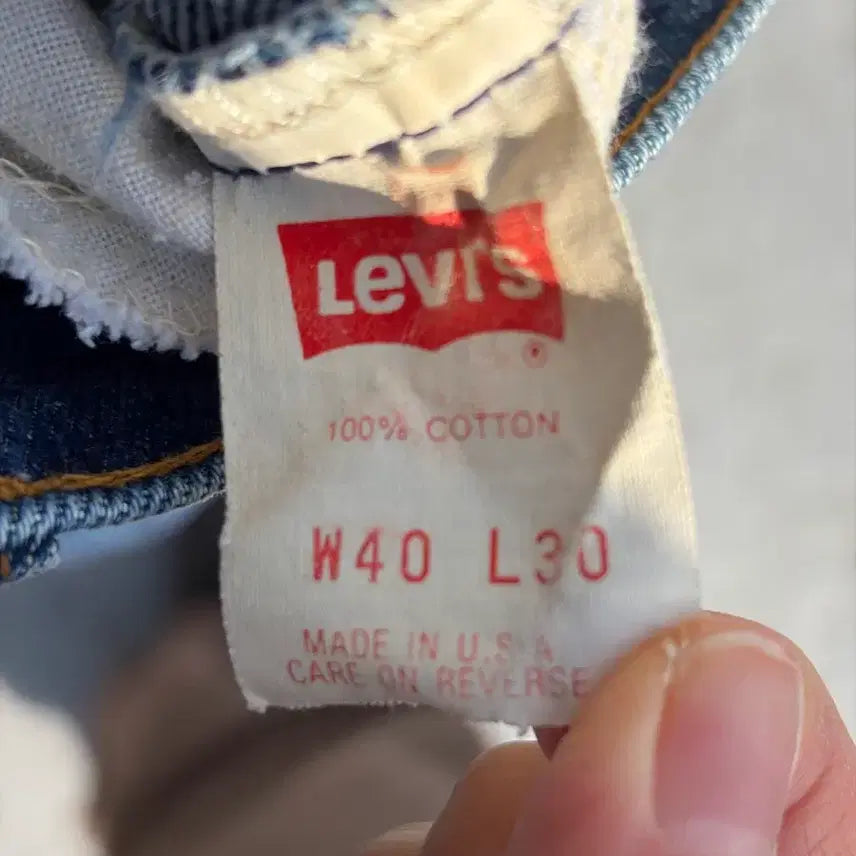 Levi's
®
100% COTTON
W40 L30
MADE IN U.S.A
CARE ON REVERSE